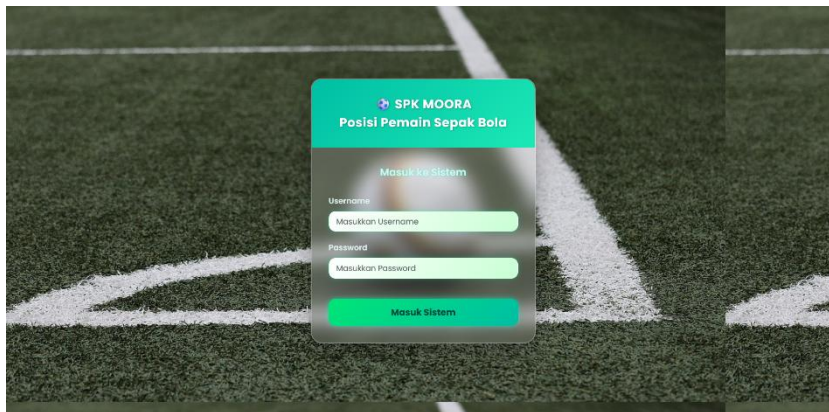 SPK MOORA
Posisi Pemain Sepak Bola
Masuk ke Sistem
Username
Masukkan Username
Password
Masukkan Password
Masuk Sistem